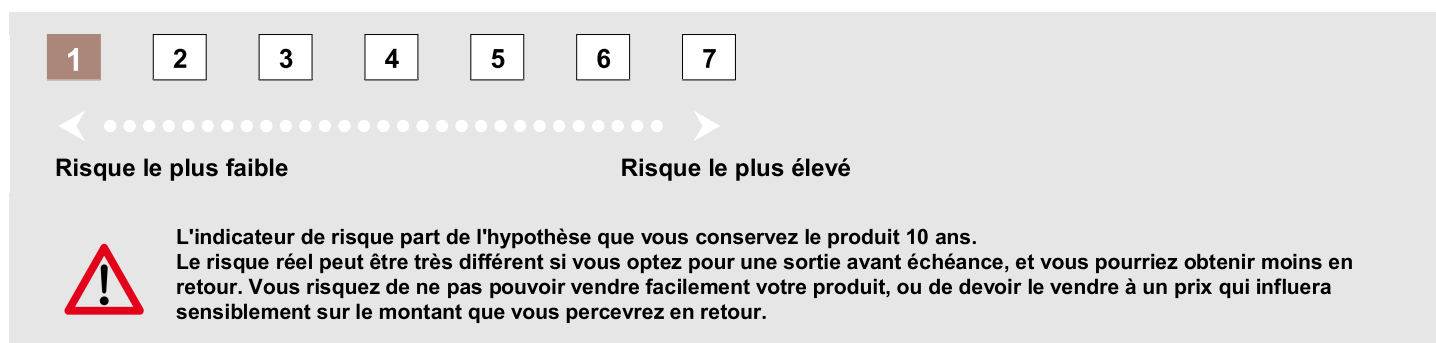 1 2 3 4 5 6 7
Risque le plus faible Risque le plus élevé
L'indicateur de risque part de l'hypothèse que vous conservez le produit 10 ans.
Le risque réel peut être très différent si vous optez pour une sortie avant échéance, et vous pourriez obtenir moins en
retour. Vous risquez de ne pas pouvoir vendre facilement votre produit, ou de devoir le vendre à un prix qui influera
sensiblement sur le montant que vous percevrez en retour.